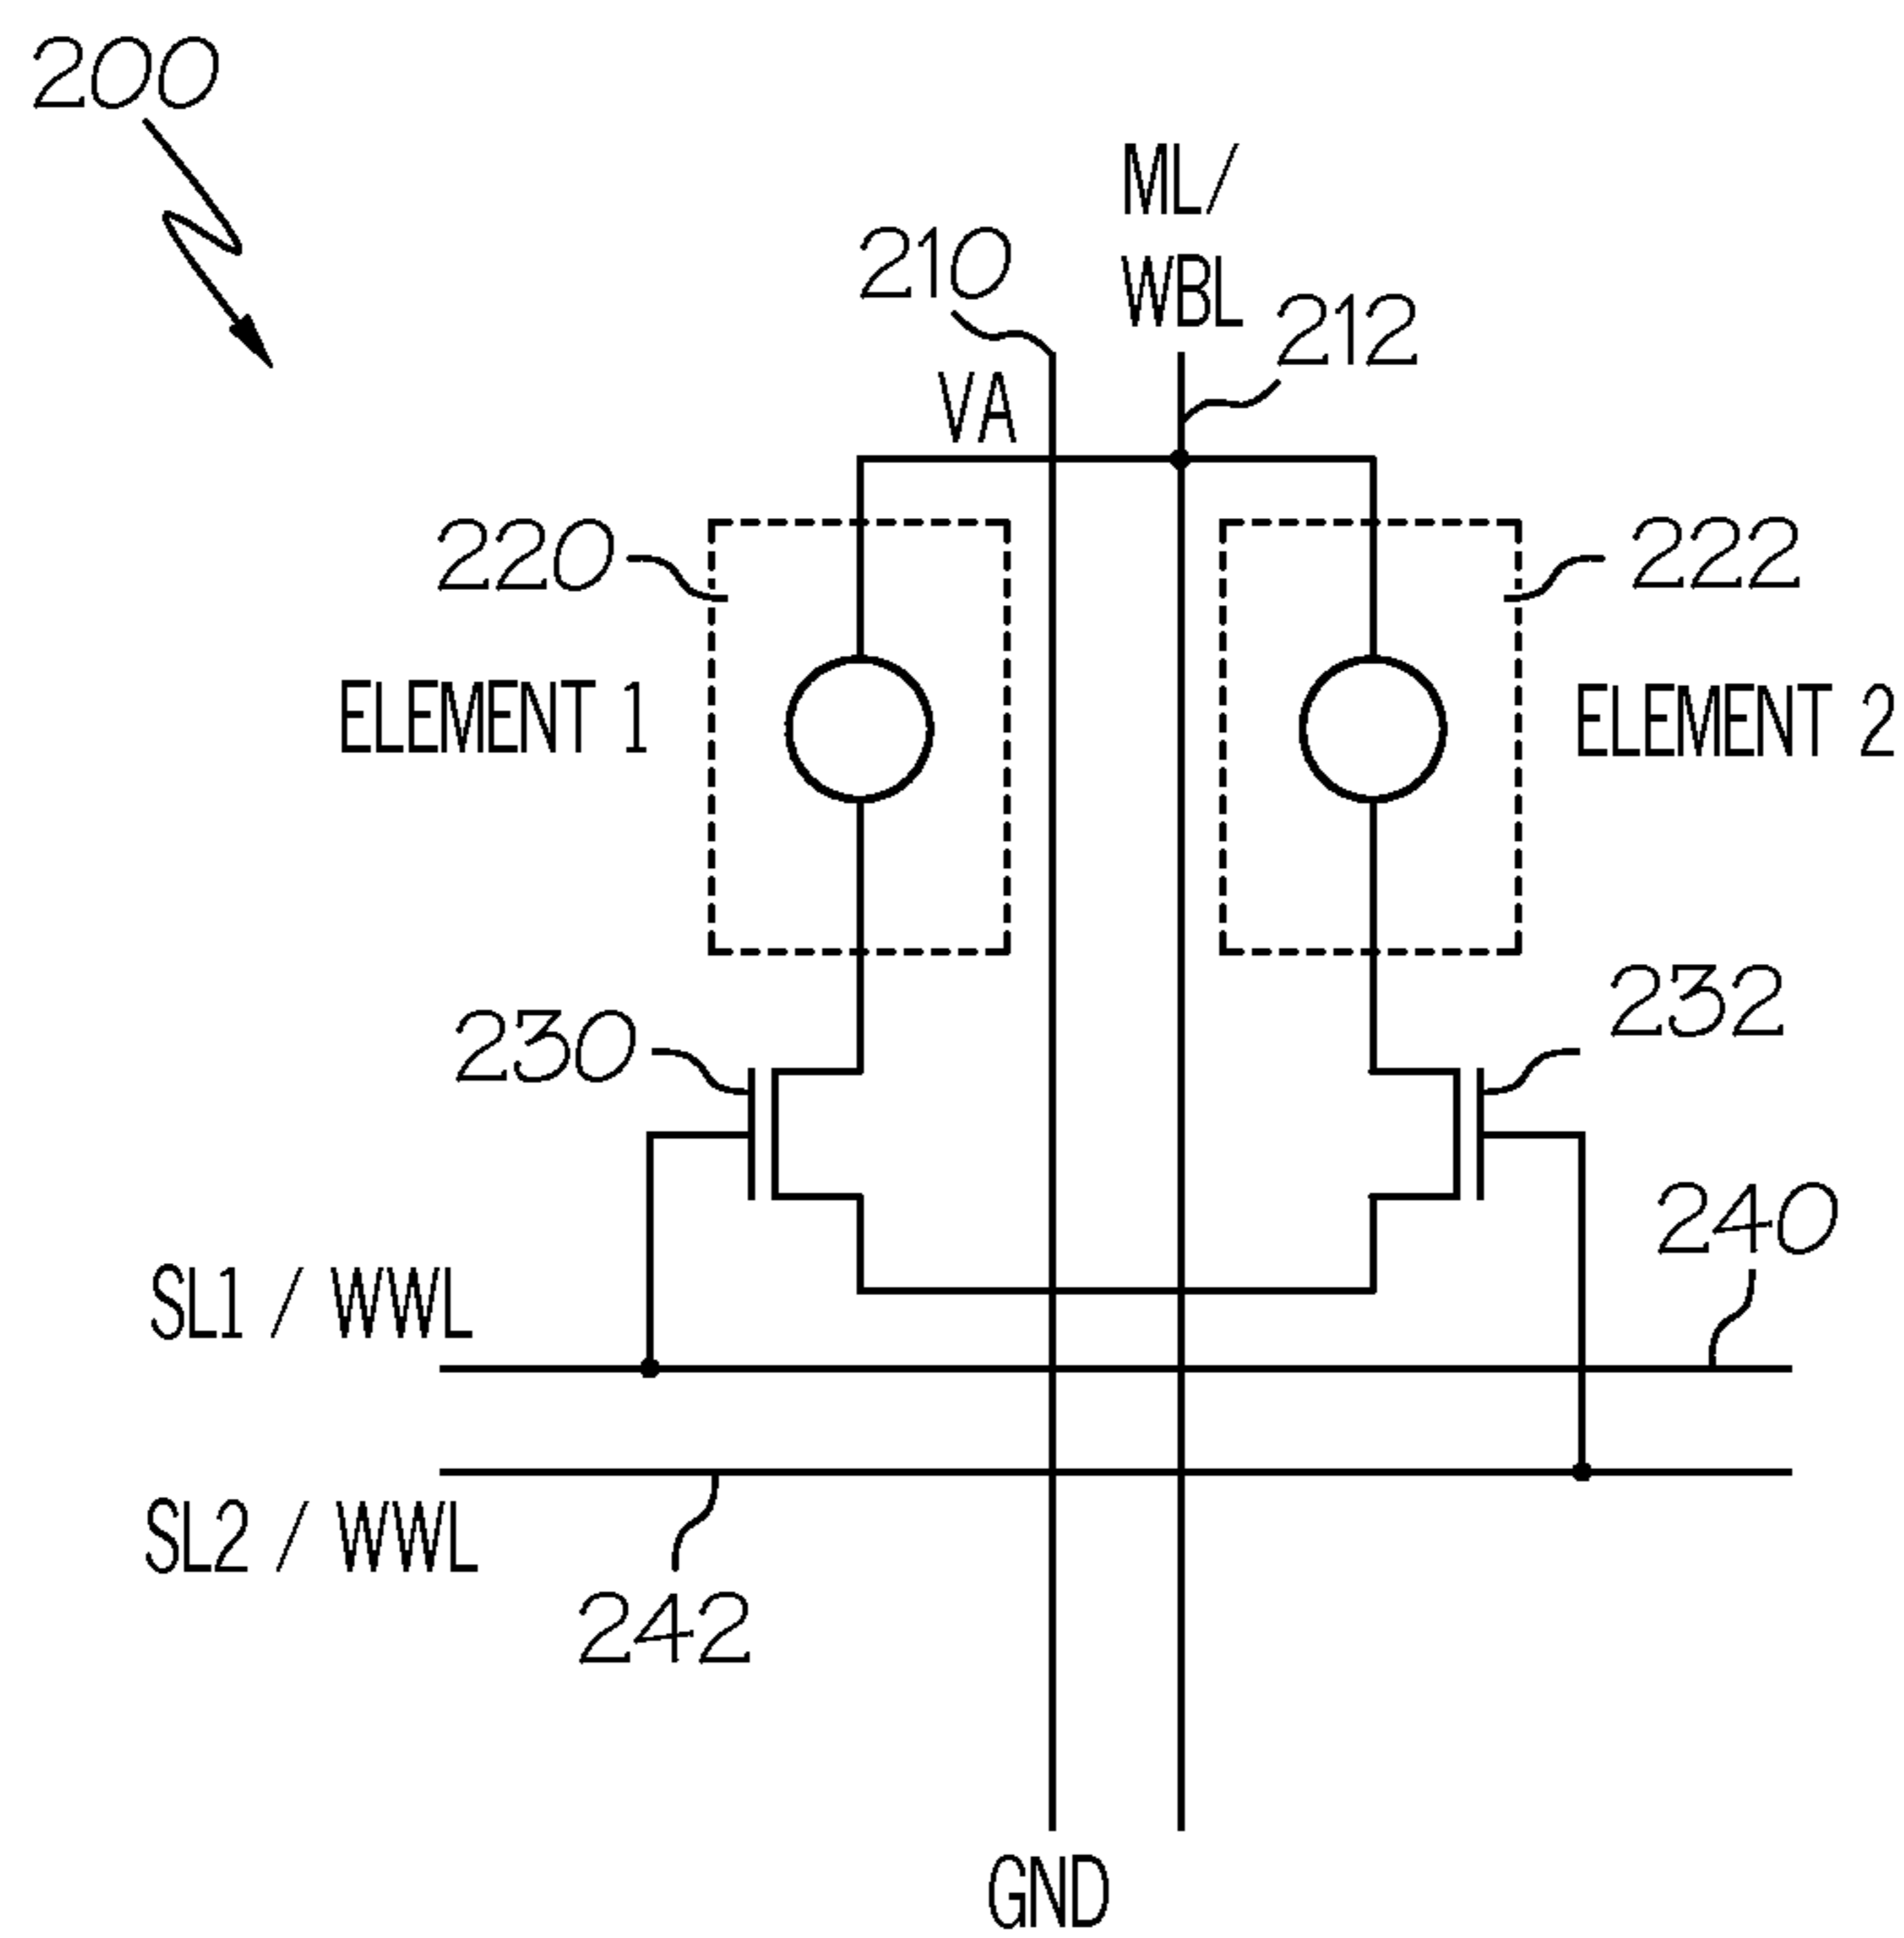 200
ML/
WBL
210
212
VA
220
222
ELEMENT 1
ELEMENT 2
230
232
240
SL1 / WWL
SL2 / WWL
242
GND